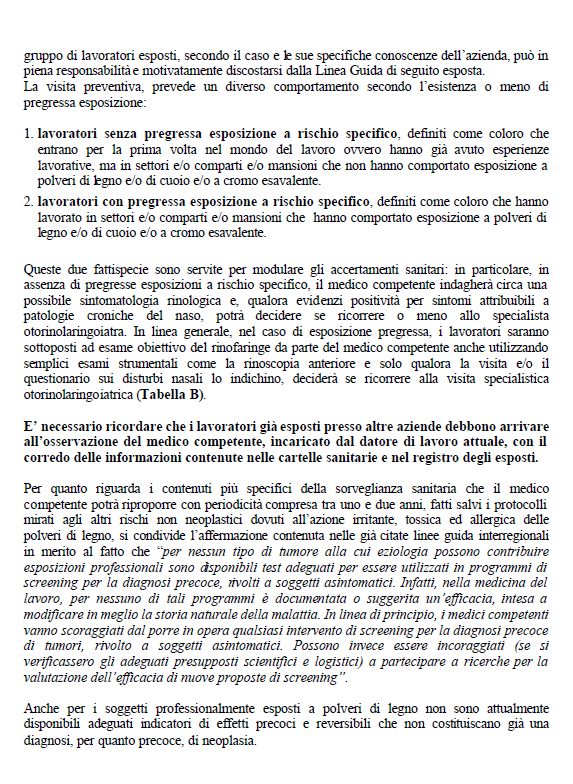 gruppo di lavoratori esposti, secondo il caso e le sue specifiche conoscenze dell'azienda, può in
piena responsabilità e motivatamente discostarsi dalla Linea Guida di seguito esposta.
La visita preventiva, prevede un diverso comportamento secondo l'esistenza o meno di
pregressa esposizione:
1. lavoratori senza pregressa esposizione a rischio specifico, definiti come coloro che
entrano per la prima volta nel mondo del lavoro ovvero hanno già avuto esperienze
lavorative, ma in settori e/o comparti e/o mansioni che non hanno comportato esposizione a
polveri di legno e/o di cuoio e/o a cromo esavalente.
2. lavoratori con pregressa esposizione a rischio specifico, definiti come coloro che hanno
lavorato in settori e/o comparti e/o mansioni che hanno comportato esposizione a polveri di
legno e/o di cuoio e/o a cromo esavalente.
Queste due fattispecie sono servite per modulare gli accertamenti sanitari: in particolare, in
assenza di pregresse esposizioni a rischio specifico, il medico competente indagherà circa una
possibile sintomatologia rinologica e, qualora evidenzi positività per sintomi attribuibili a
patologie croniche del naso, potrà decidere se ricorrere o meno allo specialista
otorinolaringoiatra. In linea generale, nel caso di esposizione pregressa, i lavoratori saranno
sottoposti ad esame obiettivo del rinofaringe da parte del medico competente anche utilizzando
semplici esami strumentali come la rinoscopia anteriore e solo qualora la visita e/o il
questionario sui disturbi nasali lo indichino, deciderà se ricorrere alla visita specialistica
otorinolaringoiatrica (Tabella B).
E' necessario ricordare che i lavoratori già esposti presso altre aziende debbono arrivare
all'osservazione del medico competente, incaricato dal datore di lavoro attuale, con il
corredo delle informazioni contenute nelle cartelle sanitarie e nel registro degli esposti.
Per quanto riguarda i contenuti più specifici della sorveglianza sanitaria che il medico
competente potrà riproporre con periodicità compresa tra uno e due anni, fatti salvi i protocolli
mirati agli altri rischi non neoplastici dovuti all'azione irritante, tossica ed allergica delle
polveri di legno, si condivide l'affermazione contenuta nelle già citate linee guida interregionali
in merito al fatto che "per nessun tipo di tumore alla cui eziologia possono contribuire
esposizioni professionali sono disponibili test adeguati per essere utilizzati in programmi di
screening per la diagnosi precoce, rivolti a soggetti asintomatici. Infatti, nella medicina del
lavoro, per nessuno di tali programmi è documentata o suggerita un'efficacia, intesa a
modificare in meglio la storia naturale della malattia. In linea di principio, i medici competenti
vanno scoraggiati dal porre in opera qualsiasi intervento di screening per la diagnosi precoce
di tumori, rivolto a soggetti asintomatici. Possono invece essere incoraggiati (se si
verificassero gli adeguati presupposti scientifici e logistici) a partecipare a ricerche per la
valutazione dell'efficacia di nuove proposte di screening".
Anche per i soggetti professionalmente esposti a polveri di legno non sono attualmente
disponibili adeguati indicatori di effetti precoci e reversibili che non costituiscano già una
diagnosi, per quanto precoce, di neoplasia.